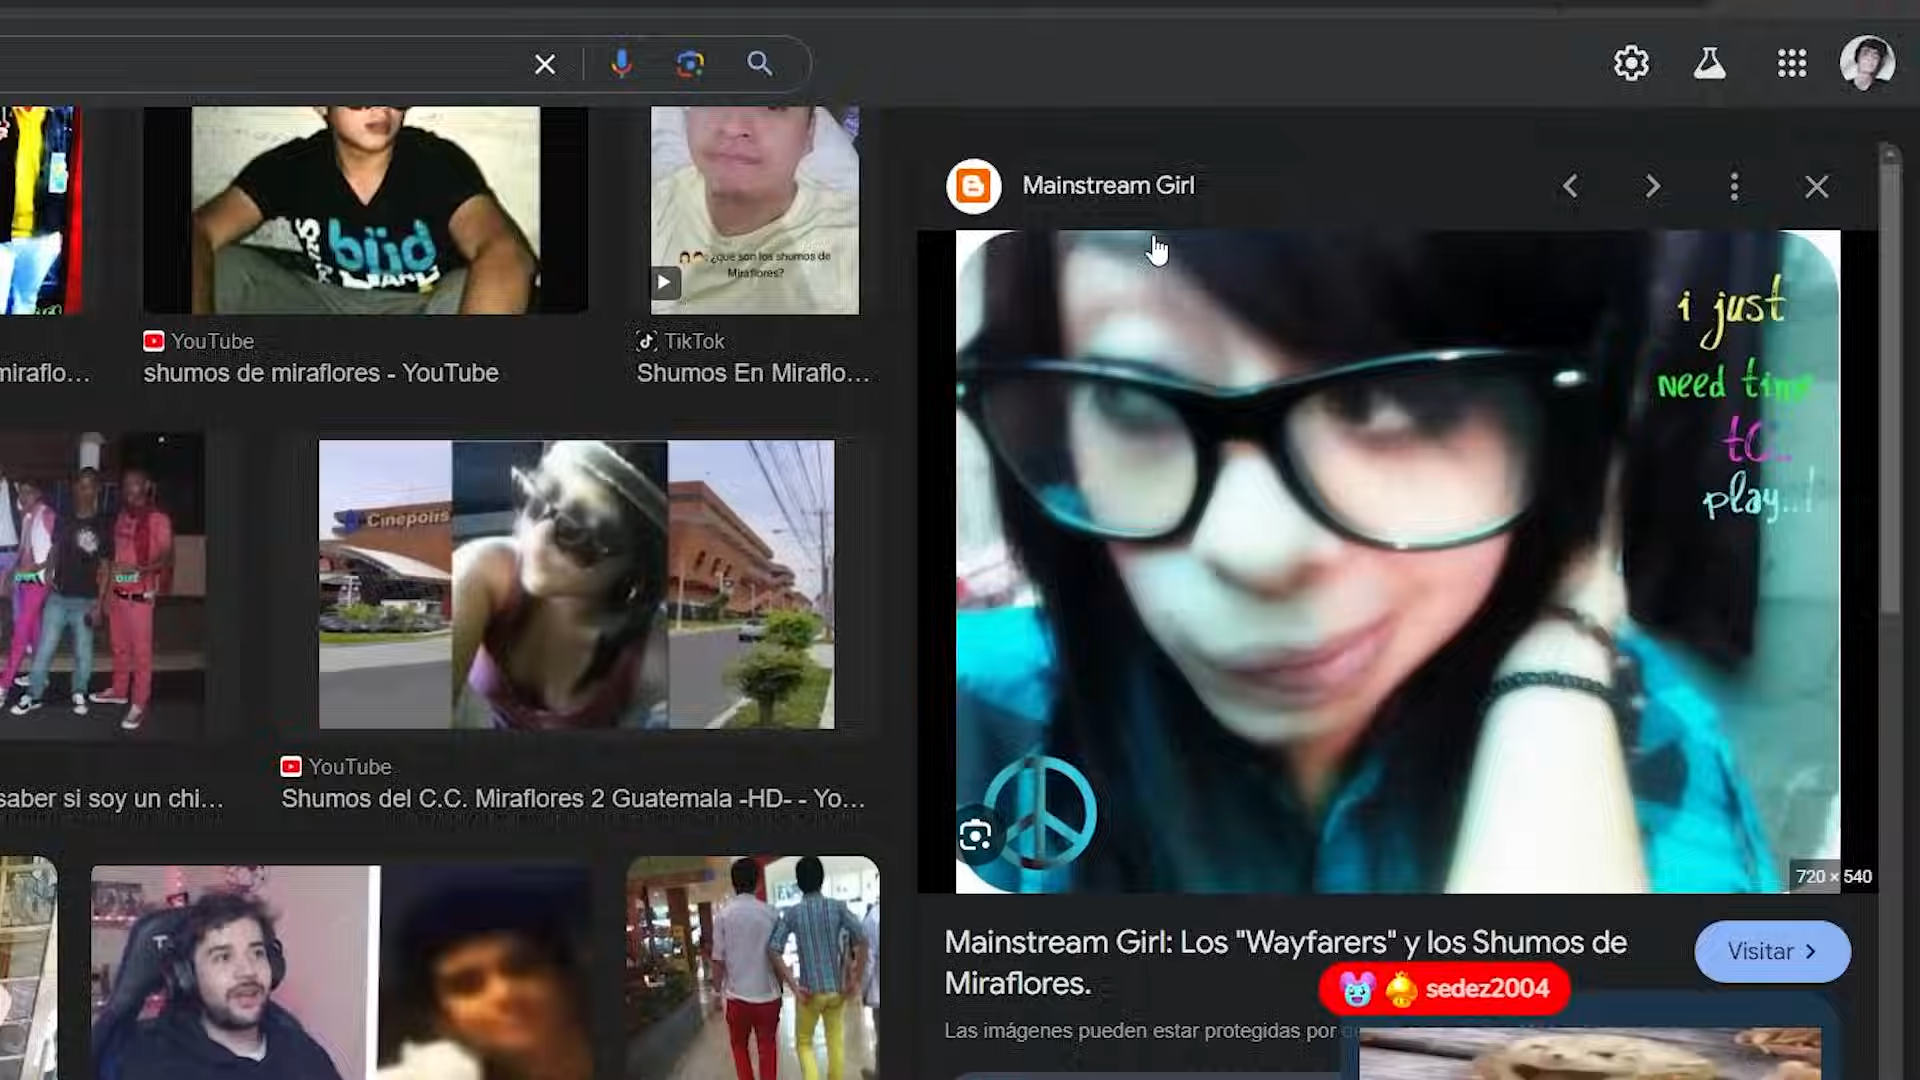 biid
¿que son los shumos de
Miraflores?
YouTube
TikTok
miraflo...
shumos de miraflores - YouTube
Shumos En Miraflo...
Cinepolis
YouTube
saber si soy un chi...
Shumos del C.C. Miraflores 2 Guatemala -HD- - Yo...
Mainstream Girl
i just
need time
to..
play...!
720 × 540
Mainstream Girl: Los "Wayfarers" y los Shumos de
Miraflores.
Visitar
sedez2004
Las imágenes pueden estar protegidas por